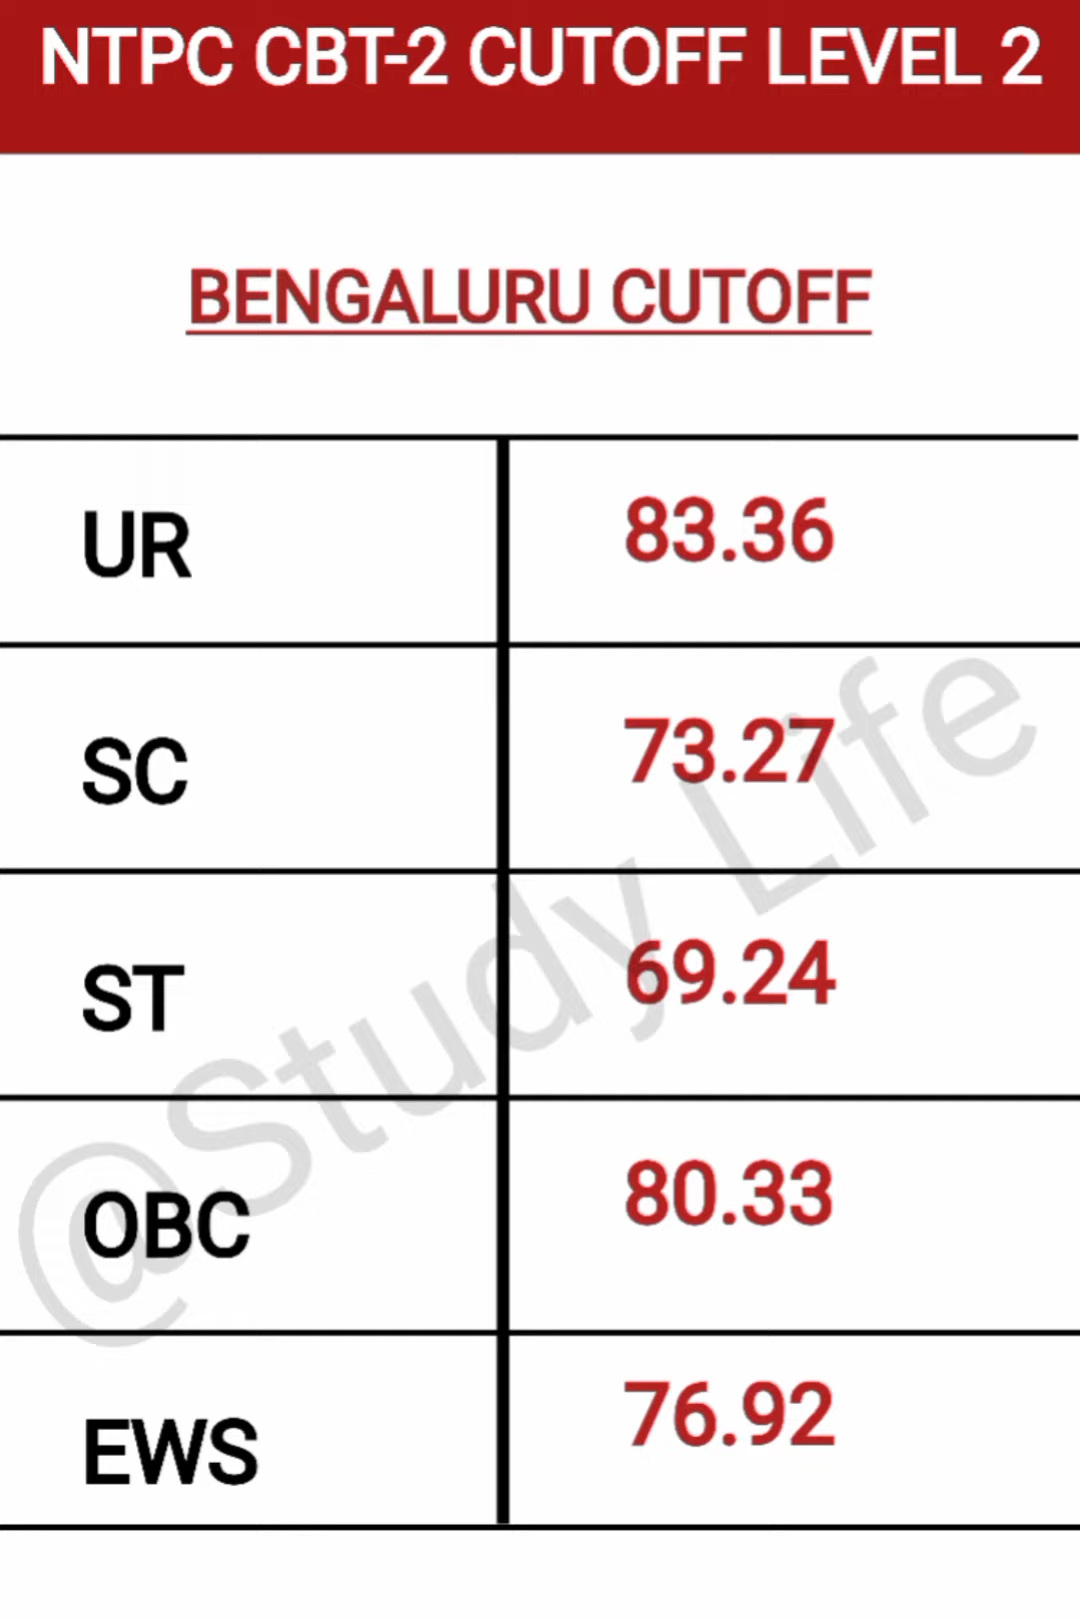 NTPC CBT-2 CUTOFF LEVEL 2
BENGALURU CUTOFF
UR 83.36
SC 73.27
ST 69.24
OBC 80.33
EWS 76.92
@Study Life